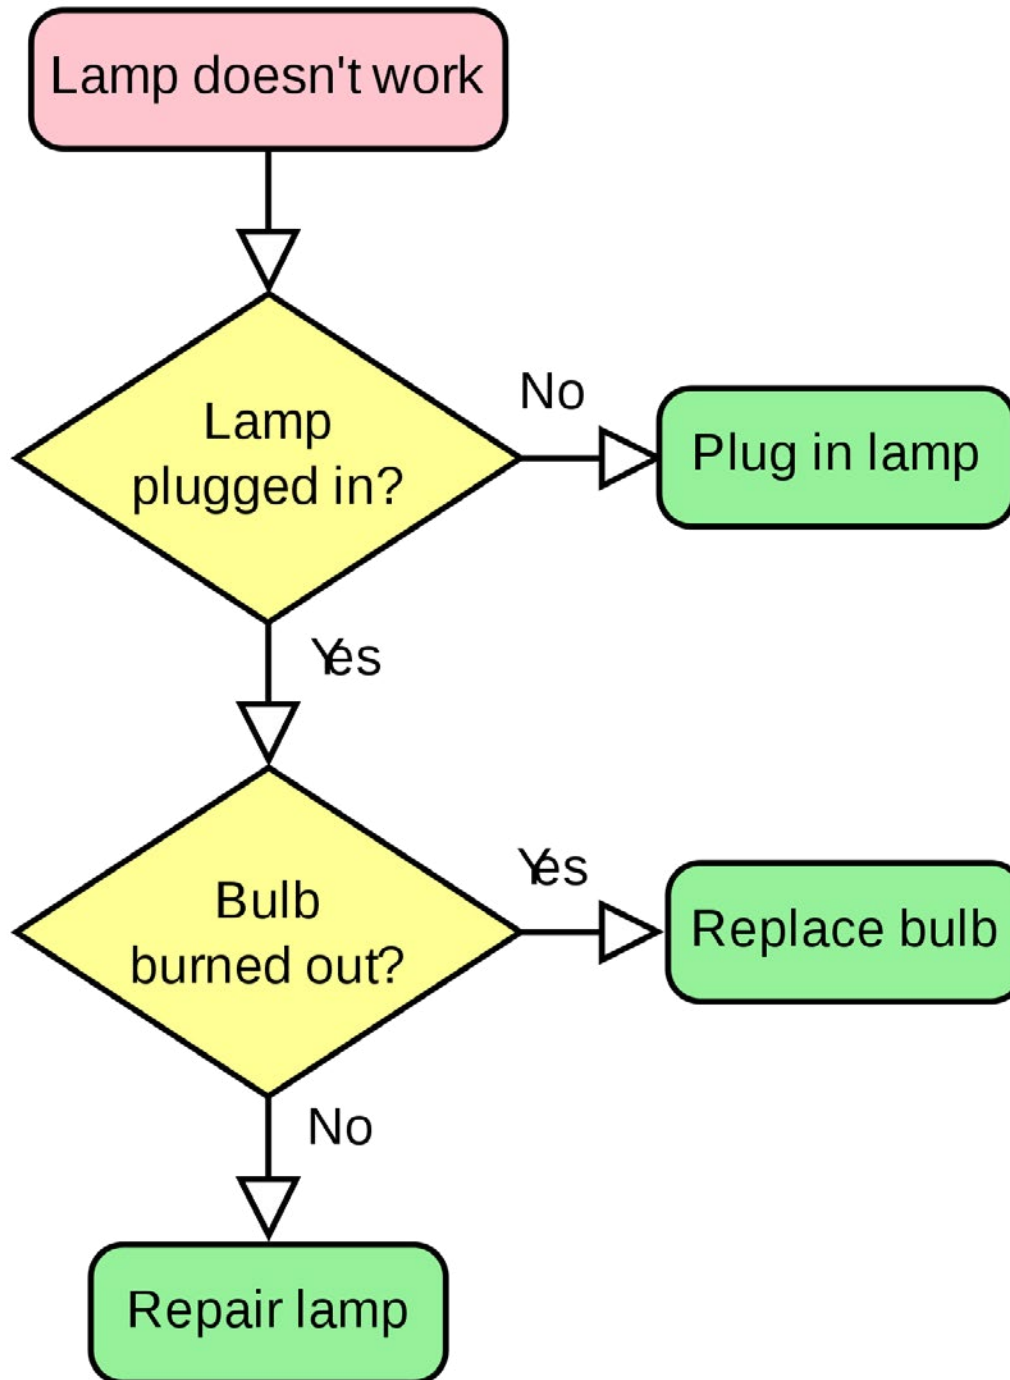 Lamp doesn't work
Lamp
plugged in?
No
Plug in lamp
Yes
Bulb
burned out?
Yes
Replace bulb
No
Repair lamp